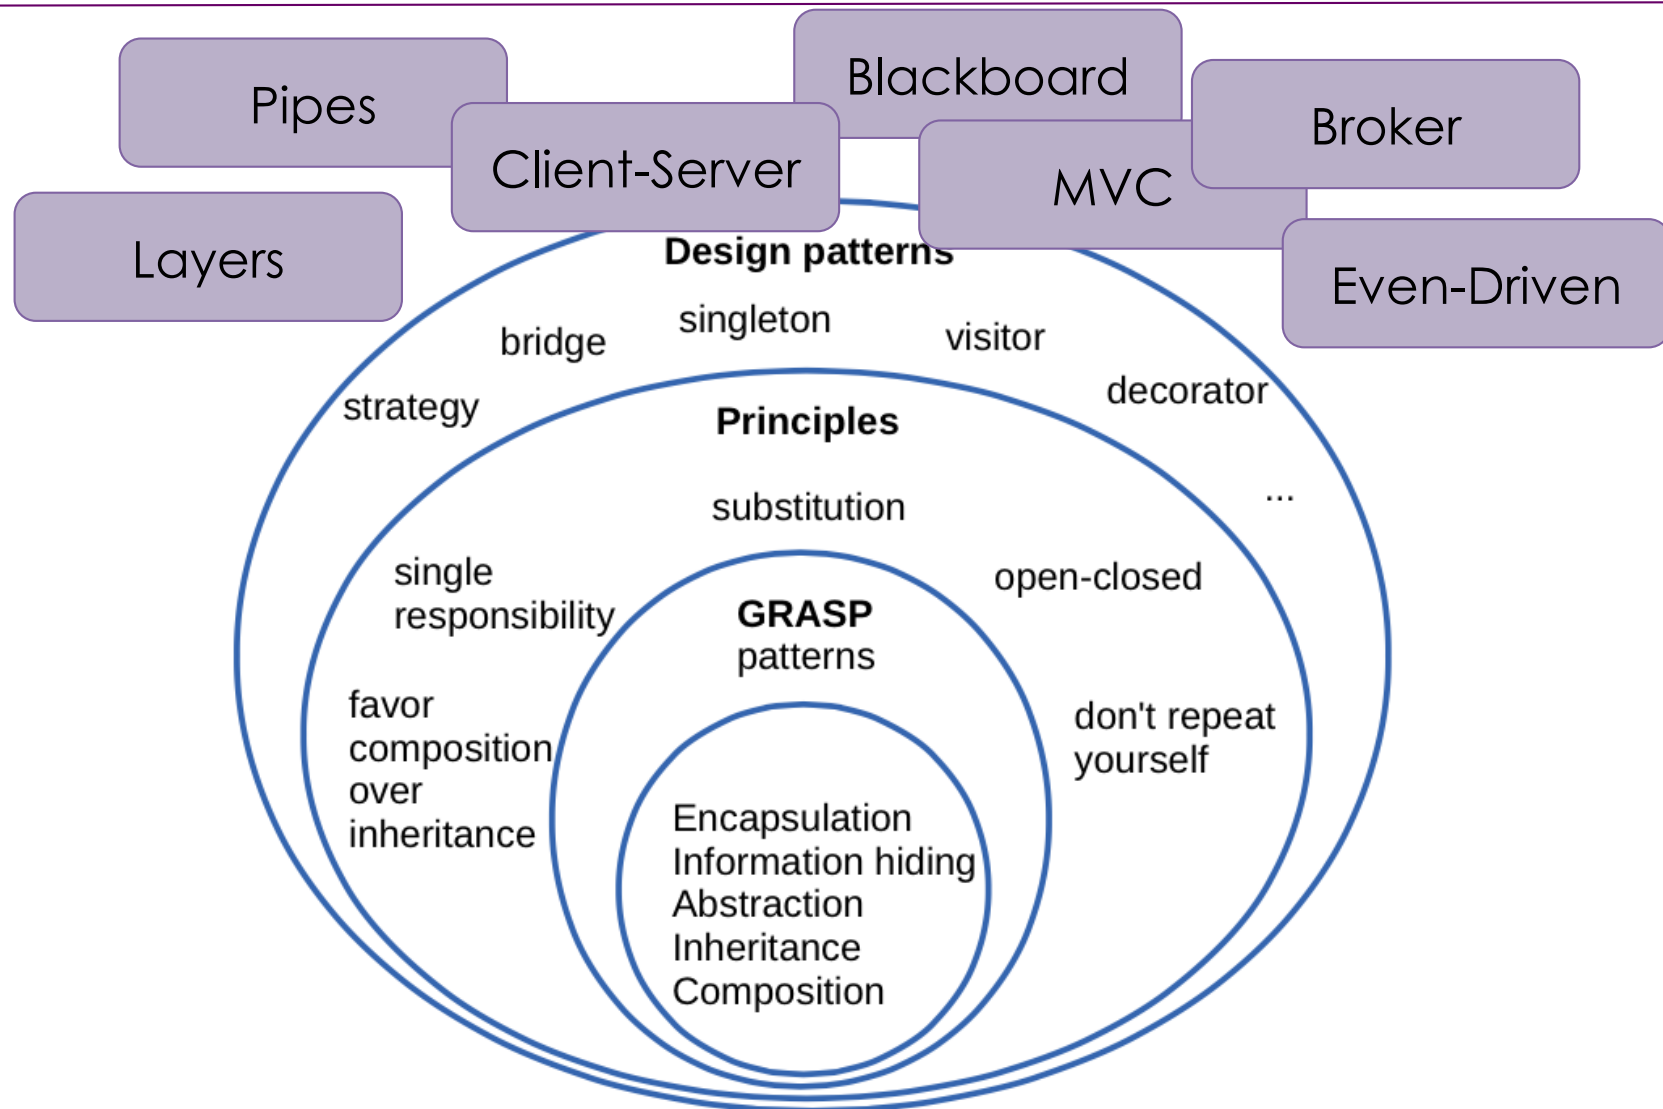 Pipes
Blackboard
Broker
Client-Server
MVC
Layers
Even-Driven
Design patterns
singleton
bridge
visitor
decorator
strategy
Principles
...
substitution
single
responsibility
open-closed
GRASP
patterns
favor
composition
over
inheritance
don't repeat
yourself
Encapsulation
Information hiding
Abstraction
Inheritance
Composition